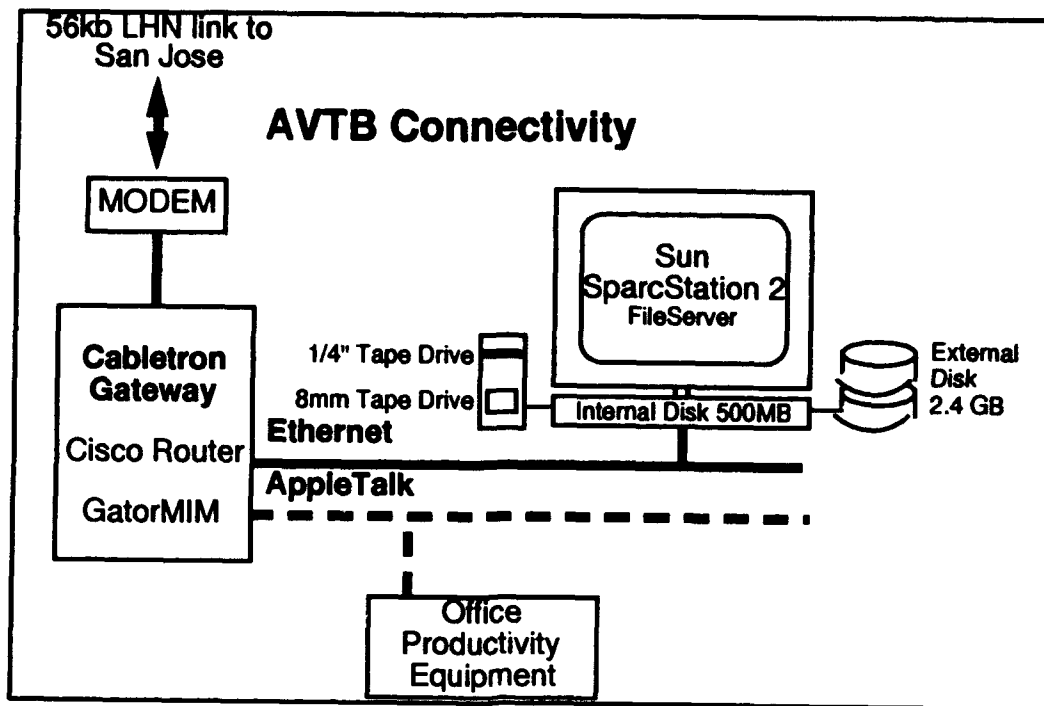 56kb LHN link to
San Jose
AVTB Connectivity
MODEM
Sun
SparcStation 2
FileServer
Cabletron
Gateway
Cisco Router
GatorMIM
1/4" Tape Drive
8mm Tape Drive
Internal Disk 500MB
External
Disk
2.4 GB
Ethernet
AppleTalk
Office
Productivity
Equipment